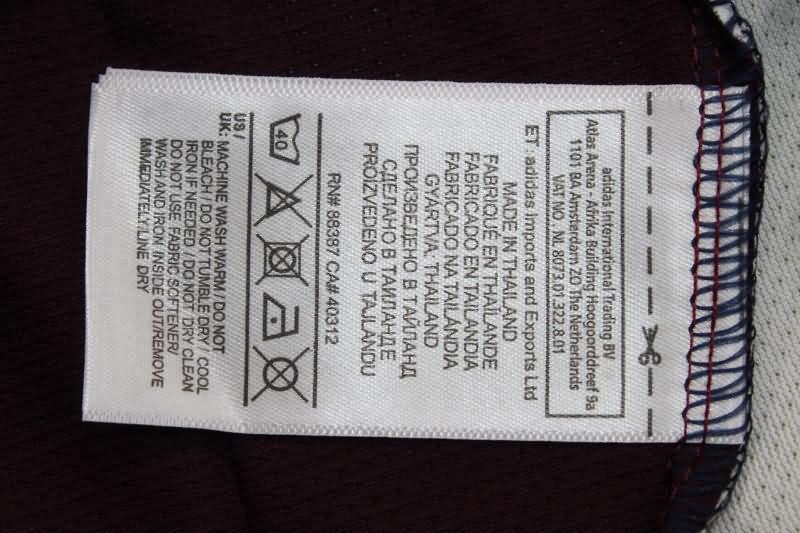 adidas International Trading BV
Atlas Arena - Afrika Building Hoogoorddreef 9a
1101 BA Amsterdam ZO The Netherlands
VAT NO. NL 8073.01.322.B.01
ET. adidas Imports and Exports Ltd
MADE IN THAILAND
FABRIQUÉ EN THAÏLANDE
FABRICADO EN TAILANDIA
FABRICADO NA TAILÂNDIA
GYÁRTVA: THAILAND
ПРОИЗВЕДЕНО В ТАЙЛАНД
СДЕЛАНО В ТАИЛАНДЕ
PROIZVEDENO U TAJLANDU
RN# 88387 CA# 40312
40
US /
UK: MACHINE WASH WARM / DO NOT
BLEACH / DO NOT TUMBLE DRY / COOL
IRON IF NEEDED / DO NOT DRY CLEAN
DO NOT USE FABRIC SOFTENER/
WASH AND IRON INSIDE OUT/REMOVE
IMMEDIATELY/LINE DRY